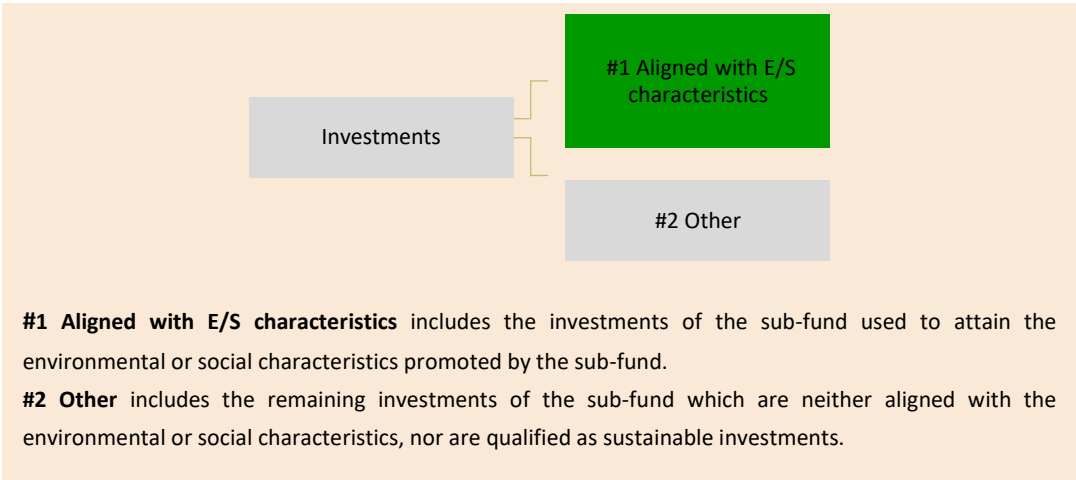 #1 Aligned with E/S
characteristics
Investments
#2 Other
#1 Aligned with E/S characteristics includes the investments of the sub-fund used to attain the
environmental or social characteristics promoted by the sub-fund.
#2 Other includes the remaining investments of the sub-fund which are neither aligned with the
environmental or social characteristics, nor are qualified as sustainable investments.